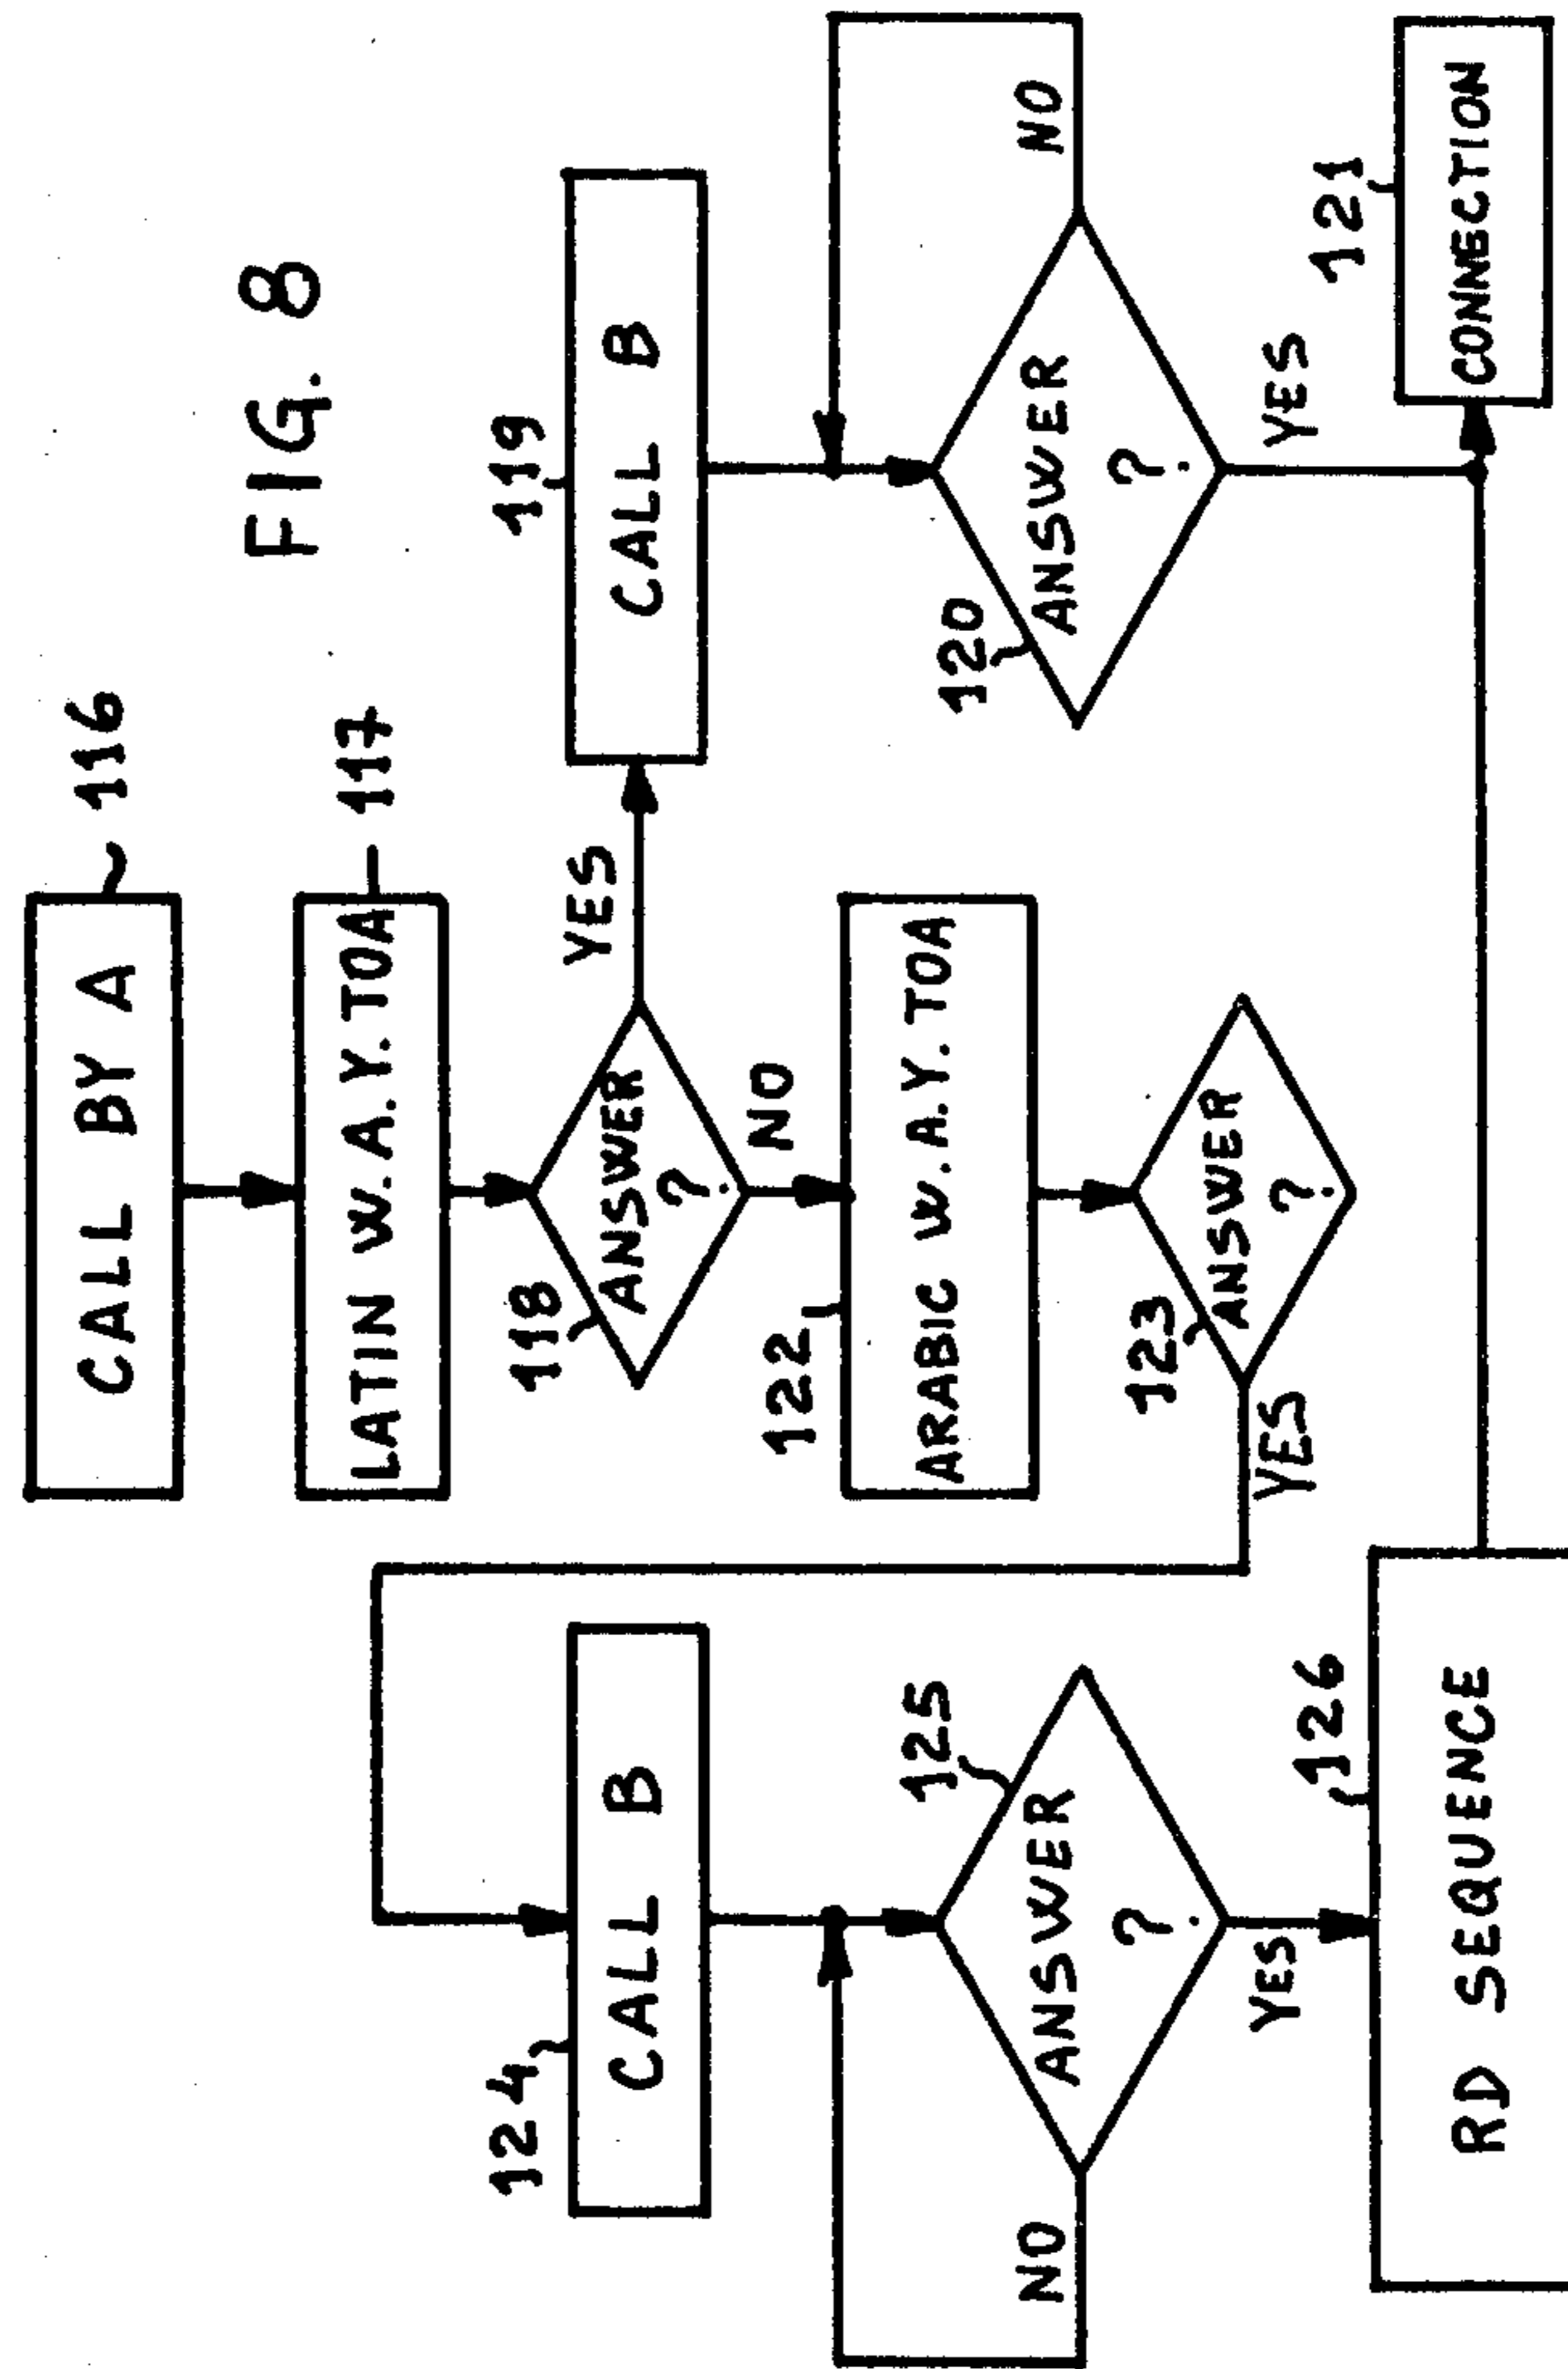 FIG. 8
CALL BY A
116
LATIN W.A.Y. TOA
117
118
ANSWER
?
YES
NO
119
CALL B
120
ANSWER
?
NO
YES
121
CONNECTION
122
ARABIC W.A.Y. TOA
123
ANSWER
?
YES
124
CALL B
125
ANSWER
?
NO
YES
126
RD SEQUENCE